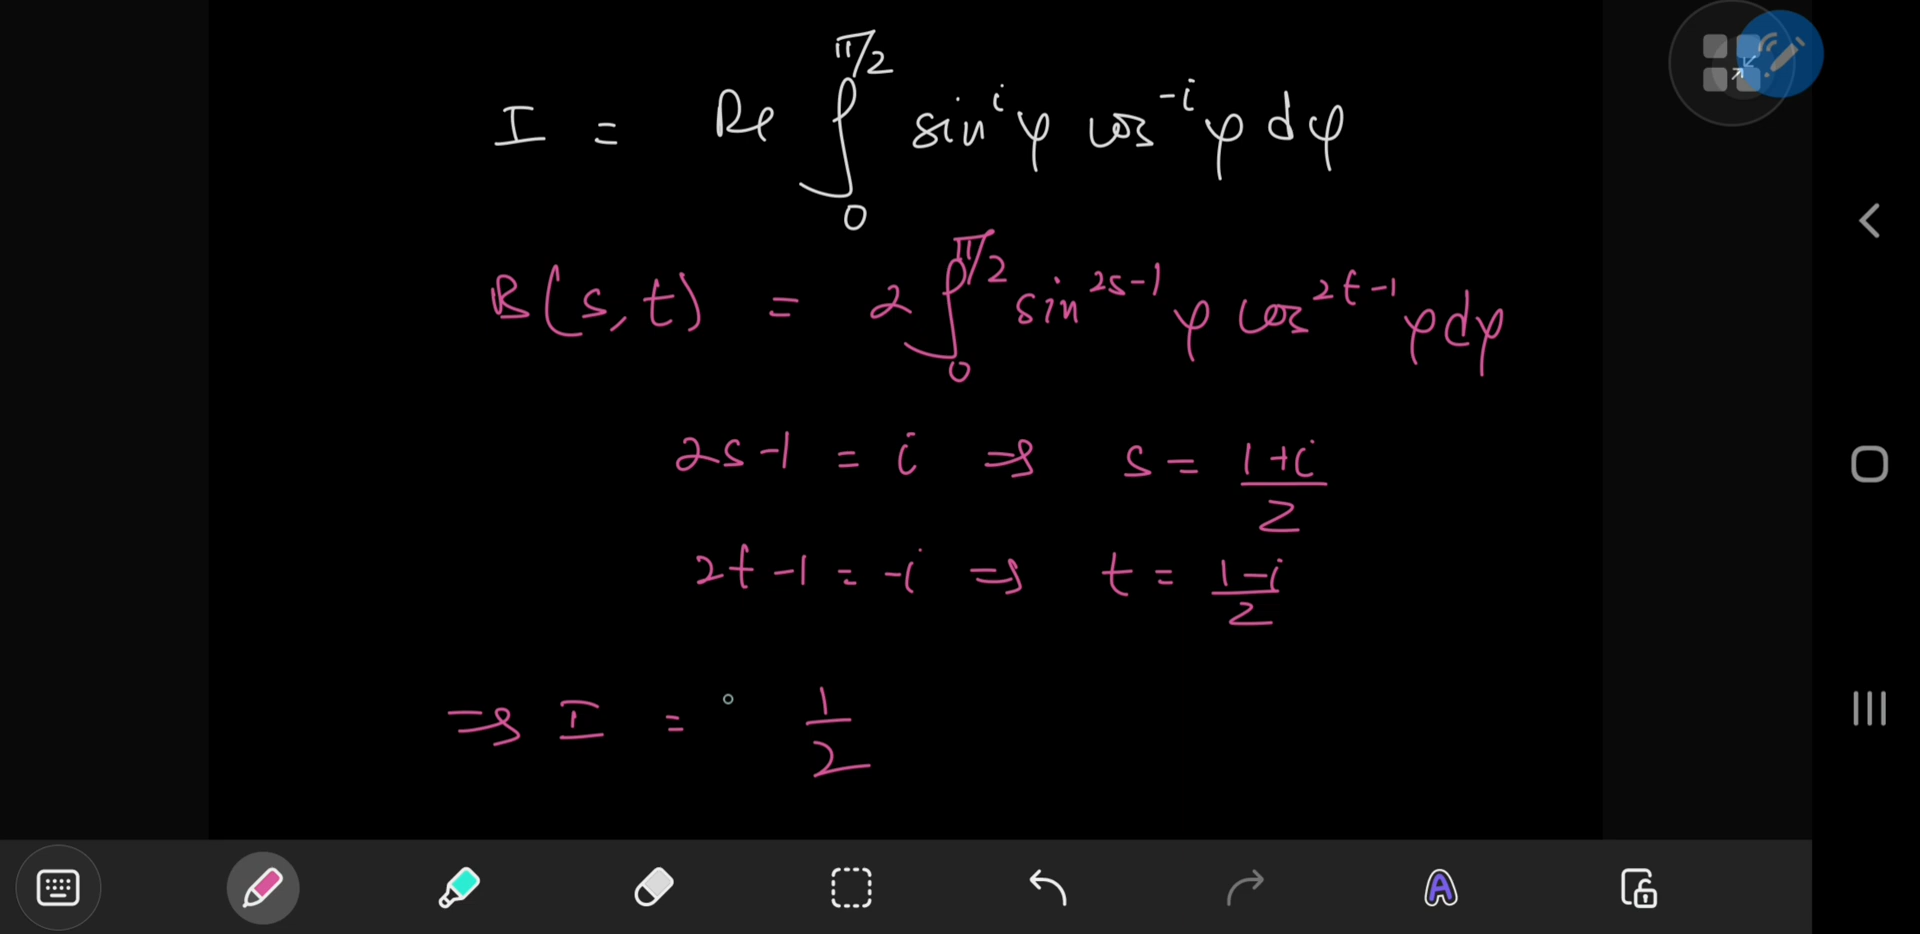 I = Re ∫₀^{π/2} sin^i φ cos^{-i} φ dφ
B(s,t) = 2 ∫₀^{π/2} sin^{2s-1} φ cos^{2t-1} φ dφ
2s-1 = i ⇒ s = (1+i)/2
2t-1 = -i ⇒ t = (1-i)/2
⇒ I = 1/2
A